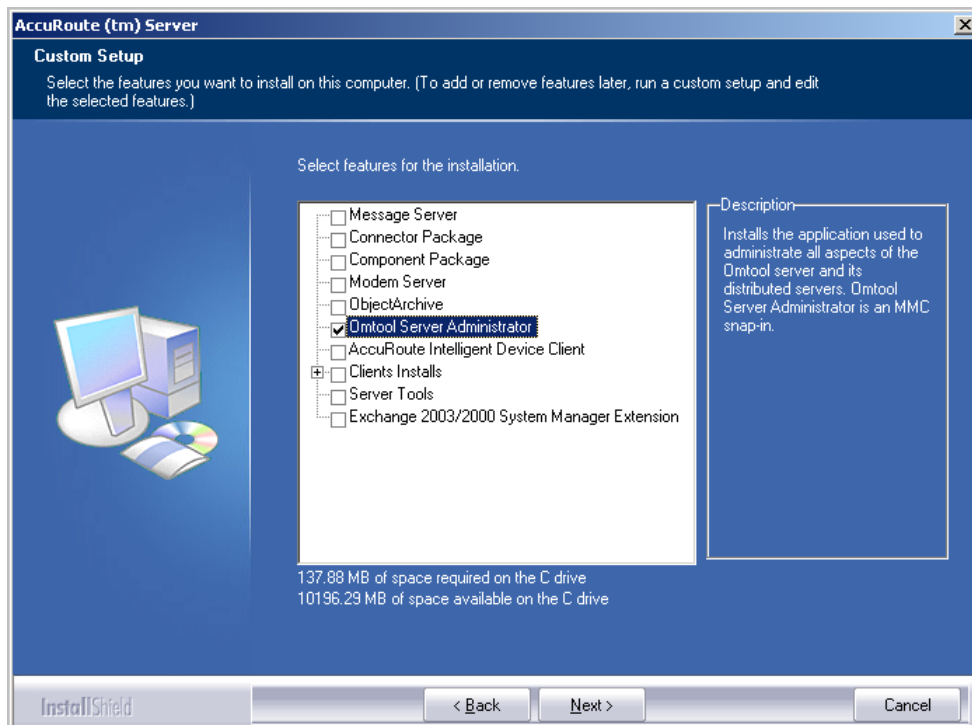 AccuRoute (tm) Server
Custom Setup
Select the features you want to install on this computer. (To add or remove features later, run a custom setup and edit
the selected features.)
Select features for the installation.
Message Server
Connector Package
Component Package
Modem Server
ObjectArchive
Omtool Server Administrator
AccuRoute Intelligent Device Client
Clients Installs
Server Tools
Exchange 2003/2000 System Manager Extension
Description
Installs the application used to
administrate all aspects of the
Omtool server and its
distributed servers. Omtool
Server Administrator is an MMC
snap-in.
137.88 MB of space required on the C drive
10196.29 MB of space available on the C drive
InstallShield
< Back
Next >
Cancel